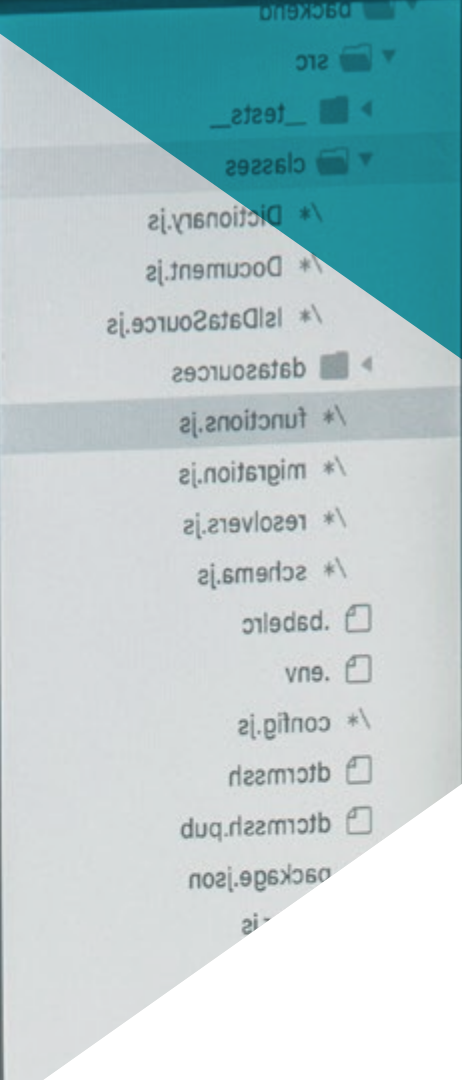 backend
src
__tests__
classes
/* Dictionary.js
/* Document.js
/* IslDataSource.js
datasources
/* functions.js
/* migration.js
/* resolvers.js
/* schema.js
.babelrc
.env
/* config.js
dtcrmssh
dtcrmssh.pub
package.json